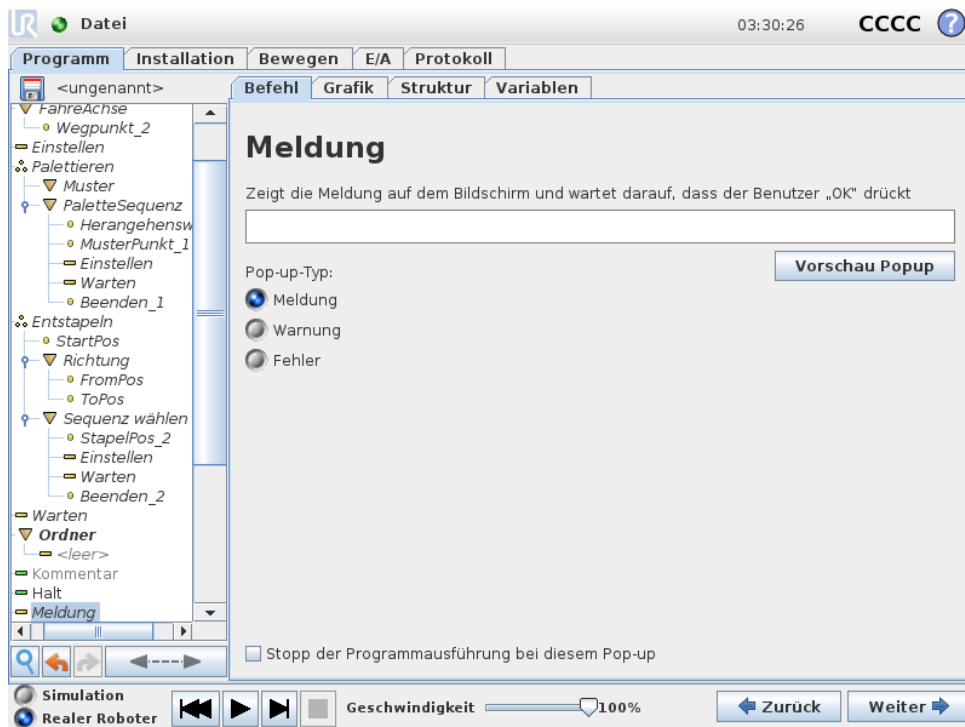 UR Datei 03:30:26 CCCC ?
Programm Installation Bewegen E/A Protokoll
<ungenannt>
Befehl Grafik Struktur Variablen
FahreAchse
Wegpunkt_2
Einstellen
Palettieren
Muster
PaletteSequenz
Herangehensw
MusterPunkt_1
Einstellen
Warten
Beenden_1
Entstapeln
StartPos
Richtung
FromPos
ToPos
Sequenz wählen
StapelPos_2
Einstellen
Warten
Beenden_2
Warten
Ordner
<leer>
Kommentar
Halt
Meldung
Meldung
Zeigt die Meldung auf dem Bildschirm und wartet darauf, dass der Benutzer „OK" drückt
Vorschau Popup
Pop-up-Typ:
Meldung
Warnung
Fehler
Stopp der Programmausführung bei diesem Pop-up
Simulation
Realer Roboter
Geschwindigkeit 100%
Zurück
Weiter